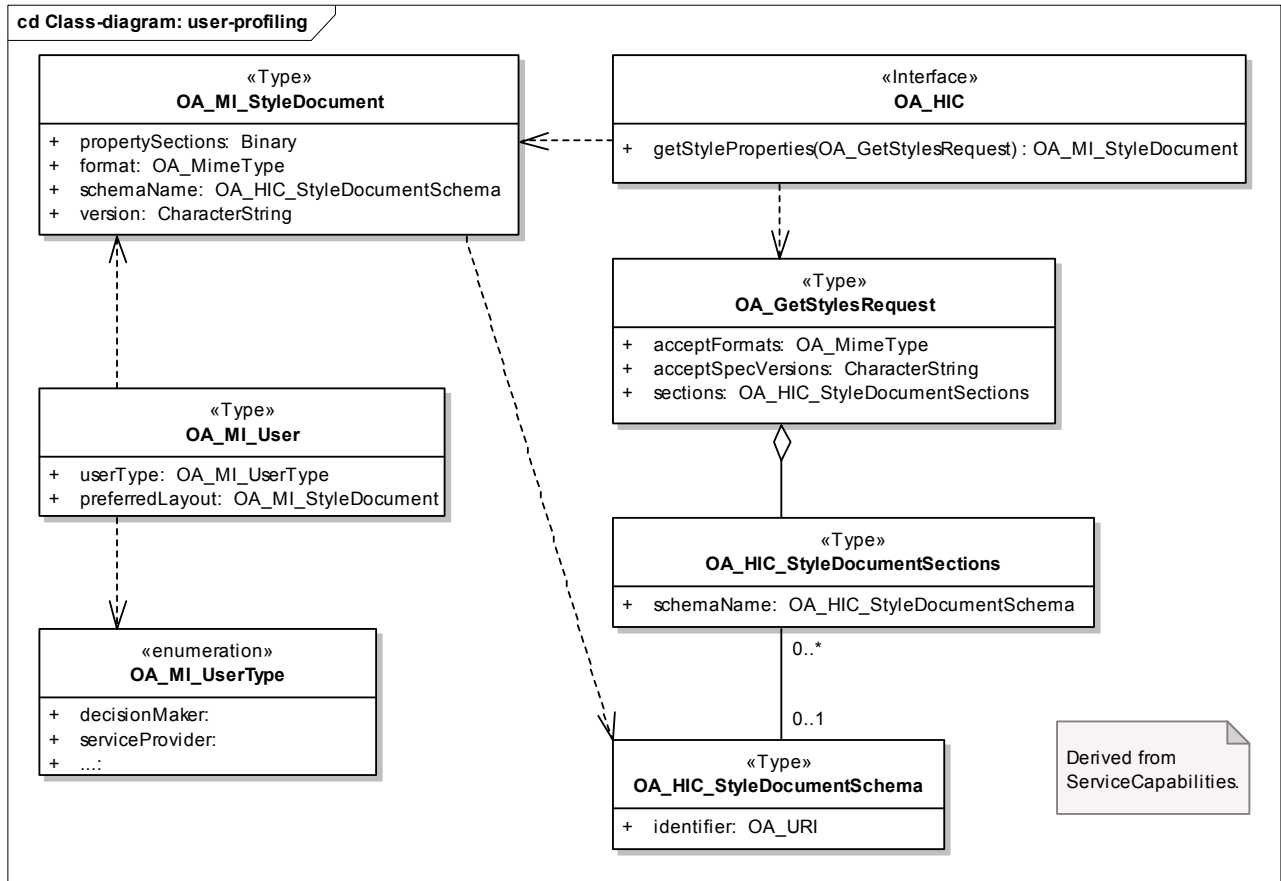 cd Class-diagram: user-profiling
«Type»
OA_MI_StyleDocument
+ propertySections: Binary
+ format: OA_MimeType
+ schemaName: OA_HIC_StyleDocumentSchema
+ version: CharacterString
«Interface»
OA_HIC
+ getStyleProperties(OA_GetStylesRequest) : OA_MI_StyleDocument
«Type»
OA_GetStylesRequest
+ acceptFormats: OA_MimeType
+ acceptSpecVersions: CharacterString
+ sections: OA_HIC_StyleDocumentSections
«Type»
OA_MI_User
+ userType: OA_MI_UserType
+ preferredLayout: OA_MI_StyleDocument
«Type»
OA_HIC_StyleDocumentSections
+ schemaName: OA_HIC_StyleDocumentSchema
0..*
0..1
«enumeration»
OA_MI_UserType
+ decisionMaker:
+ serviceProvider:
+ ...:
«Type»
OA_HIC_StyleDocumentSchema
+ identifier: OA_URI
Derived from
ServiceCapabilities.